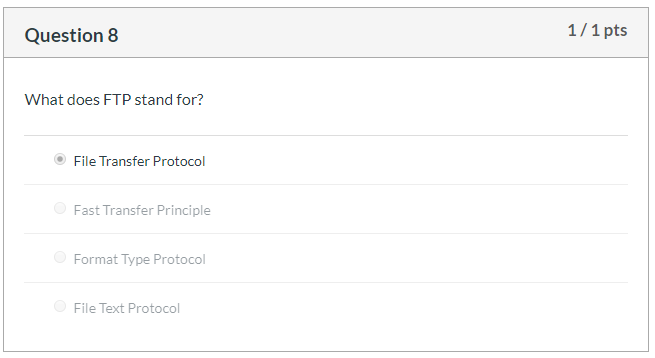 Question 8
1 / 1 pts
What does FTP stand for?
File Transfer Protocol
Fast Transfer Principle
Format Type Protocol
File Text Protocol